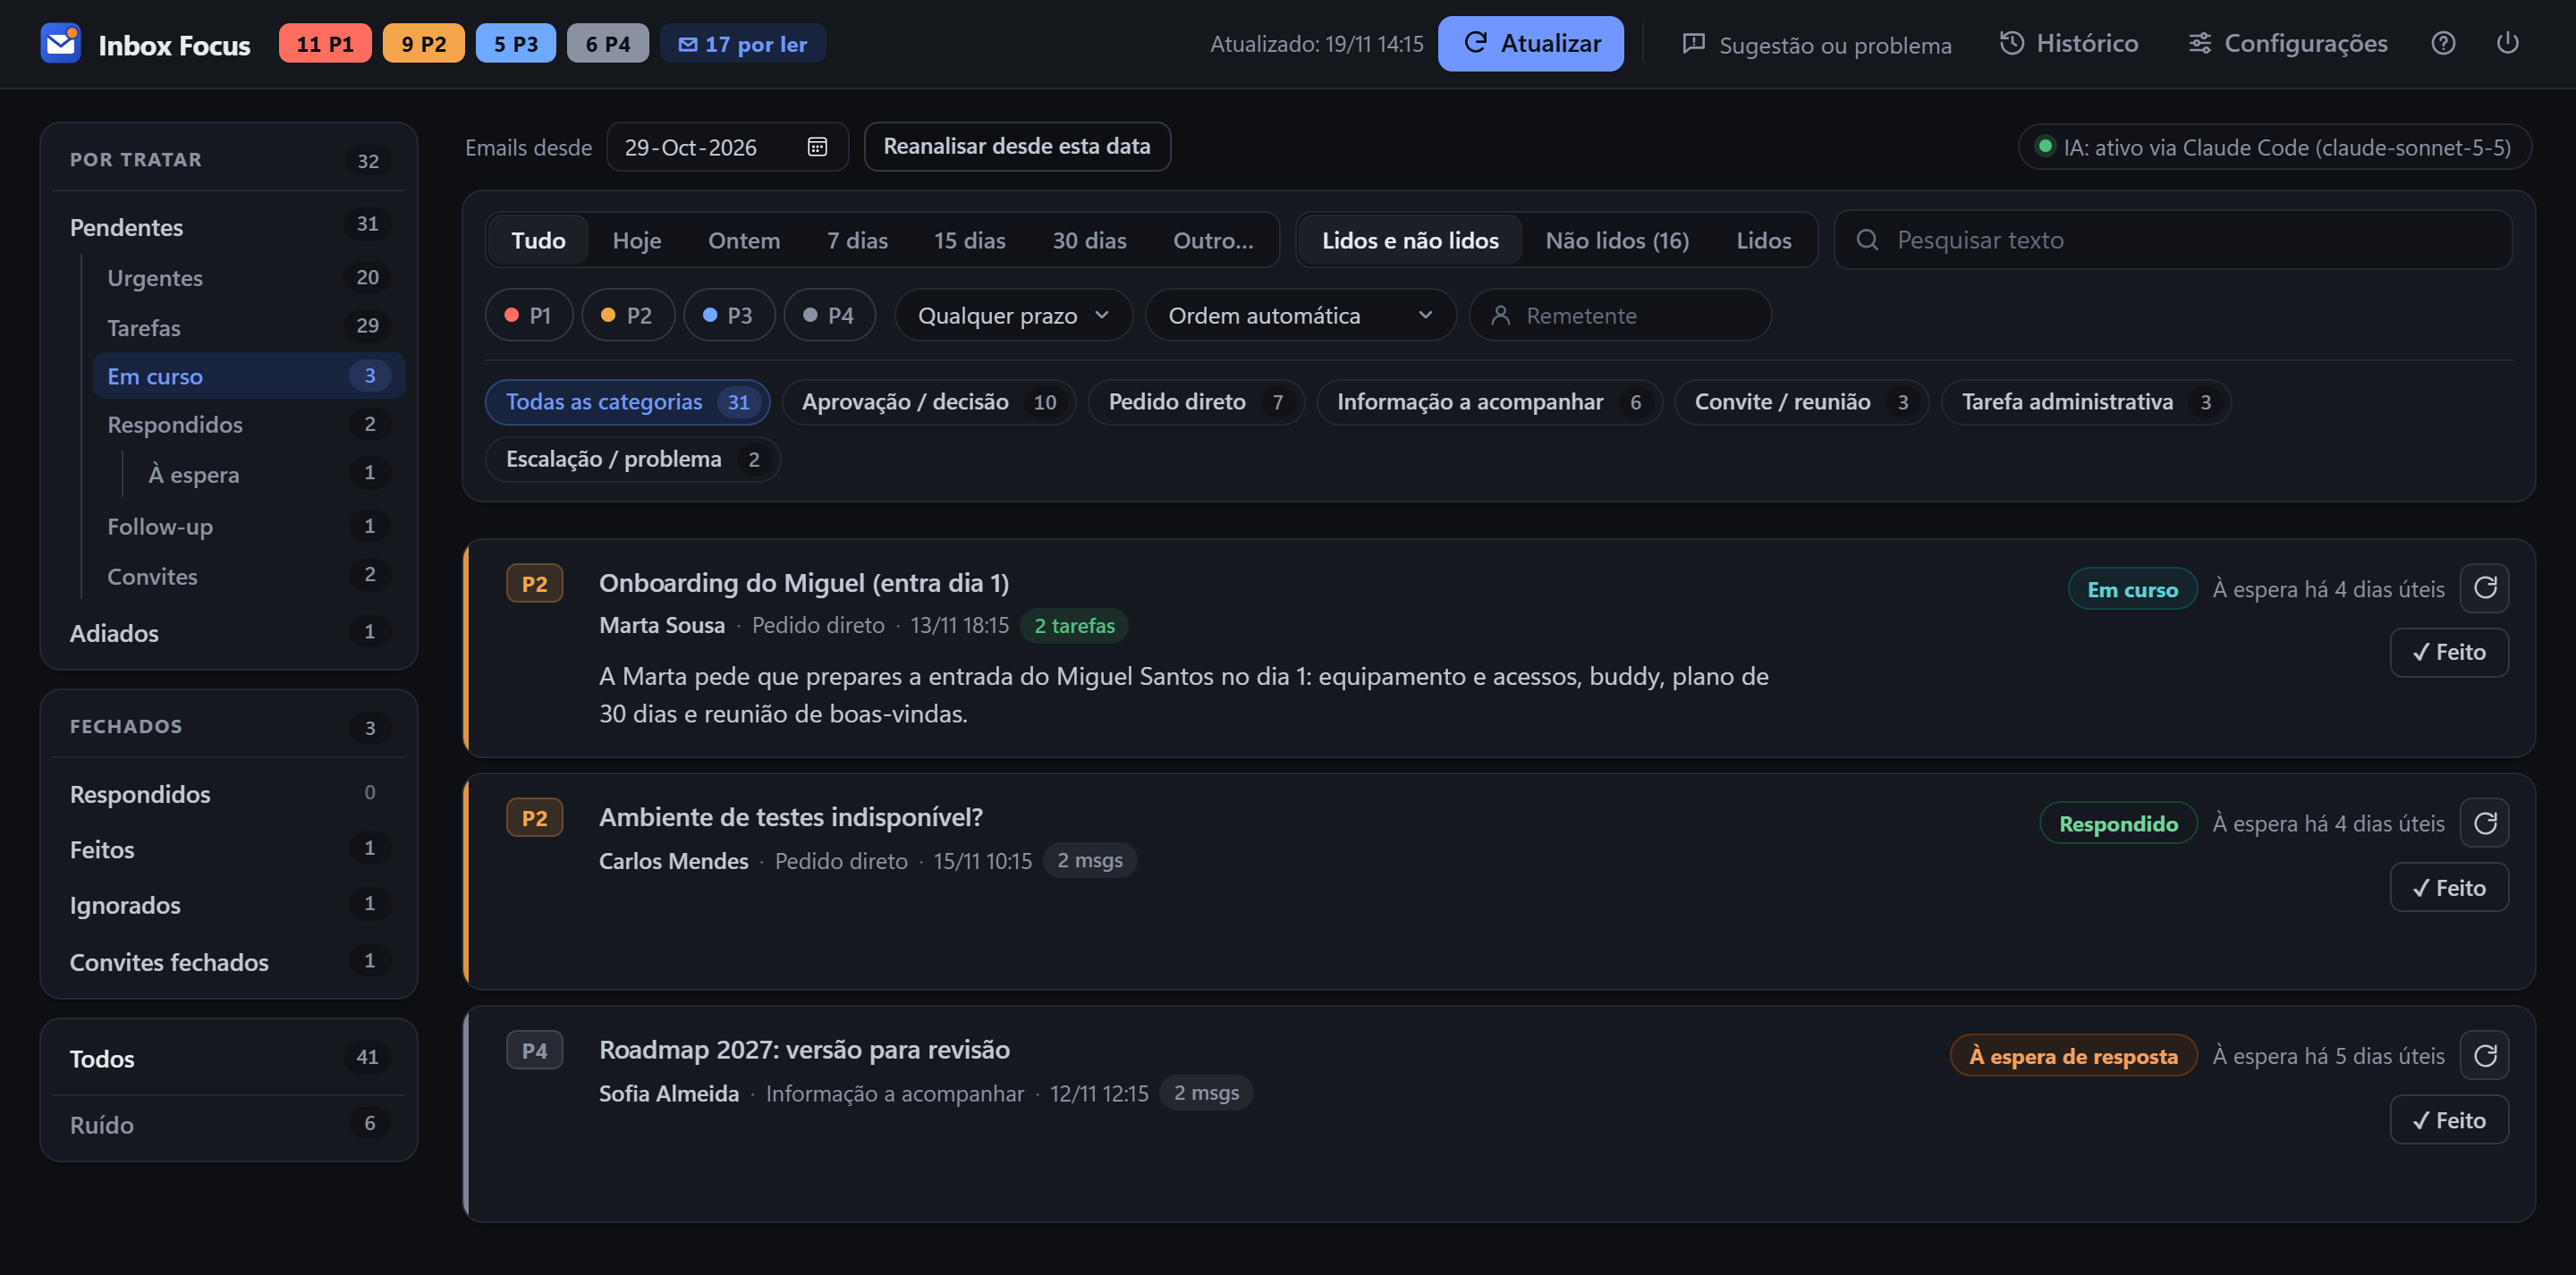 Inbox Focus
11 P1
9 P2
5 P3
6 P4
17 por ler
Atualizado: 19/11 14:15
Atualizar
Sugestão ou problema
Histórico
Configurações
POR TRATAR 32
Pendentes 31
Urgentes 20
Tarefas 29
Em curso 3
Respondidos 2
À espera 1
Follow-up 1
Convites 2
Adiados 1
FECHADOS 3
Respondidos 0
Feitos 1
Ignorados 1
Convites fechados 1
Todos 41
Ruído 6
Emails desde 29-Oct-2026 Reanalisar desde esta data
IA: ativo via Claude Code (claude-sonnet-5-5)
Tudo Hoje Ontem 7 dias 15 dias 30 dias Outro...
Lidos e não lidos Não lidos (16) Lidos
Pesquisar texto
P1 P2 P3 P4 Qualquer prazo Ordem automática Remetente
Todas as categorias 31 Aprovação / decisão 10 Pedido direto 7 Informação a acompanhar 6 Convite / reunião 3 Tarefa administrativa 3
Escalação / problema 2
P2 Onboarding do Miguel (entra dia 1)
Marta Sousa · Pedido direto · 13/11 18:15 2 tarefas
A Marta pede que prepares a entrada do Miguel Santos no dia 1: equipamento e acessos, buddy, plano de
30 dias e reunião de boas-vindas.
Em curso À espera há 4 dias úteis
✓ Feito
P2 Ambiente de testes indisponível?
Carlos Mendes · Pedido direto · 15/11 10:15 2 msgs
Respondido À espera há 4 dias úteis
✓ Feito
P4 Roadmap 2027: versão para revisão
Sofia Almeida · Informação a acompanhar · 12/11 12:15 2 msgs
À espera de resposta À espera há 5 dias úteis
✓ Feito